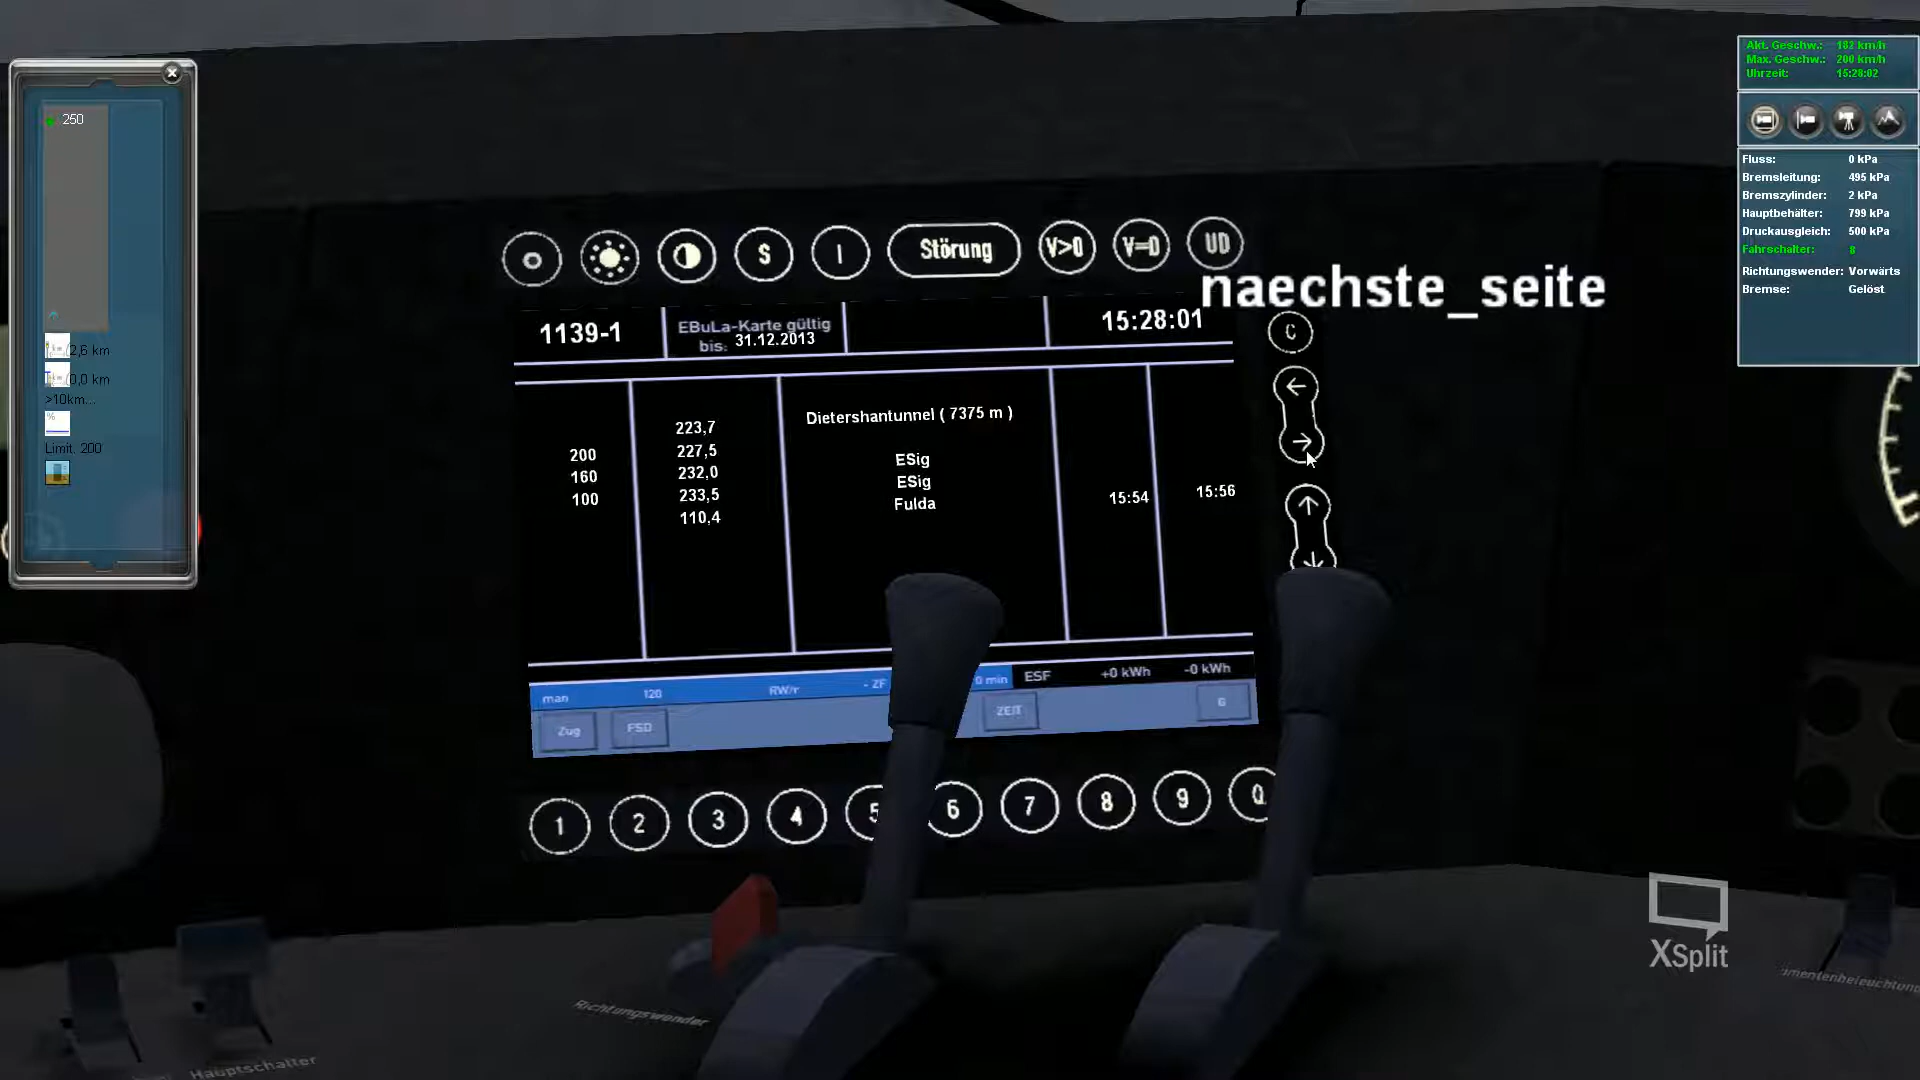 250
2,6 km
0,0 km
>10km...
%
Limit. 200
Akt. Geschw.: 182 km/h
Max. Geschw.: 200 km/h
Uhrzeit: 15:28:02
Fluss: 0 kPa
Bremsleitung: 495 kPa
Bremszylinder: 2 kPa
Hauptbehälter: 799 kPa
Druckausgleich: 500 kPa
Fahrschalter: 8
Richtungswender: Vorwärts
Bremse: Gelöst
S I Störung V>0 V=0 UD
naechste_seite
C
1139-1 EBuLa-Karte gültig 15:28:01
bis: 31.12.2013
223,7 Dietershantunnel ( 7375 m )
200 227,5 ESig
160 232,0 ESig
100 233,5 Fulda 15:54 15:56
110,4
man 120 RW/r - ZF 0 min ESF +0 kWh -0 kWh
Zug FSD ZEIT G
1 2 3 4 5 6 7 8 9 0
Richtungswender
Hauptschalter
XSplit